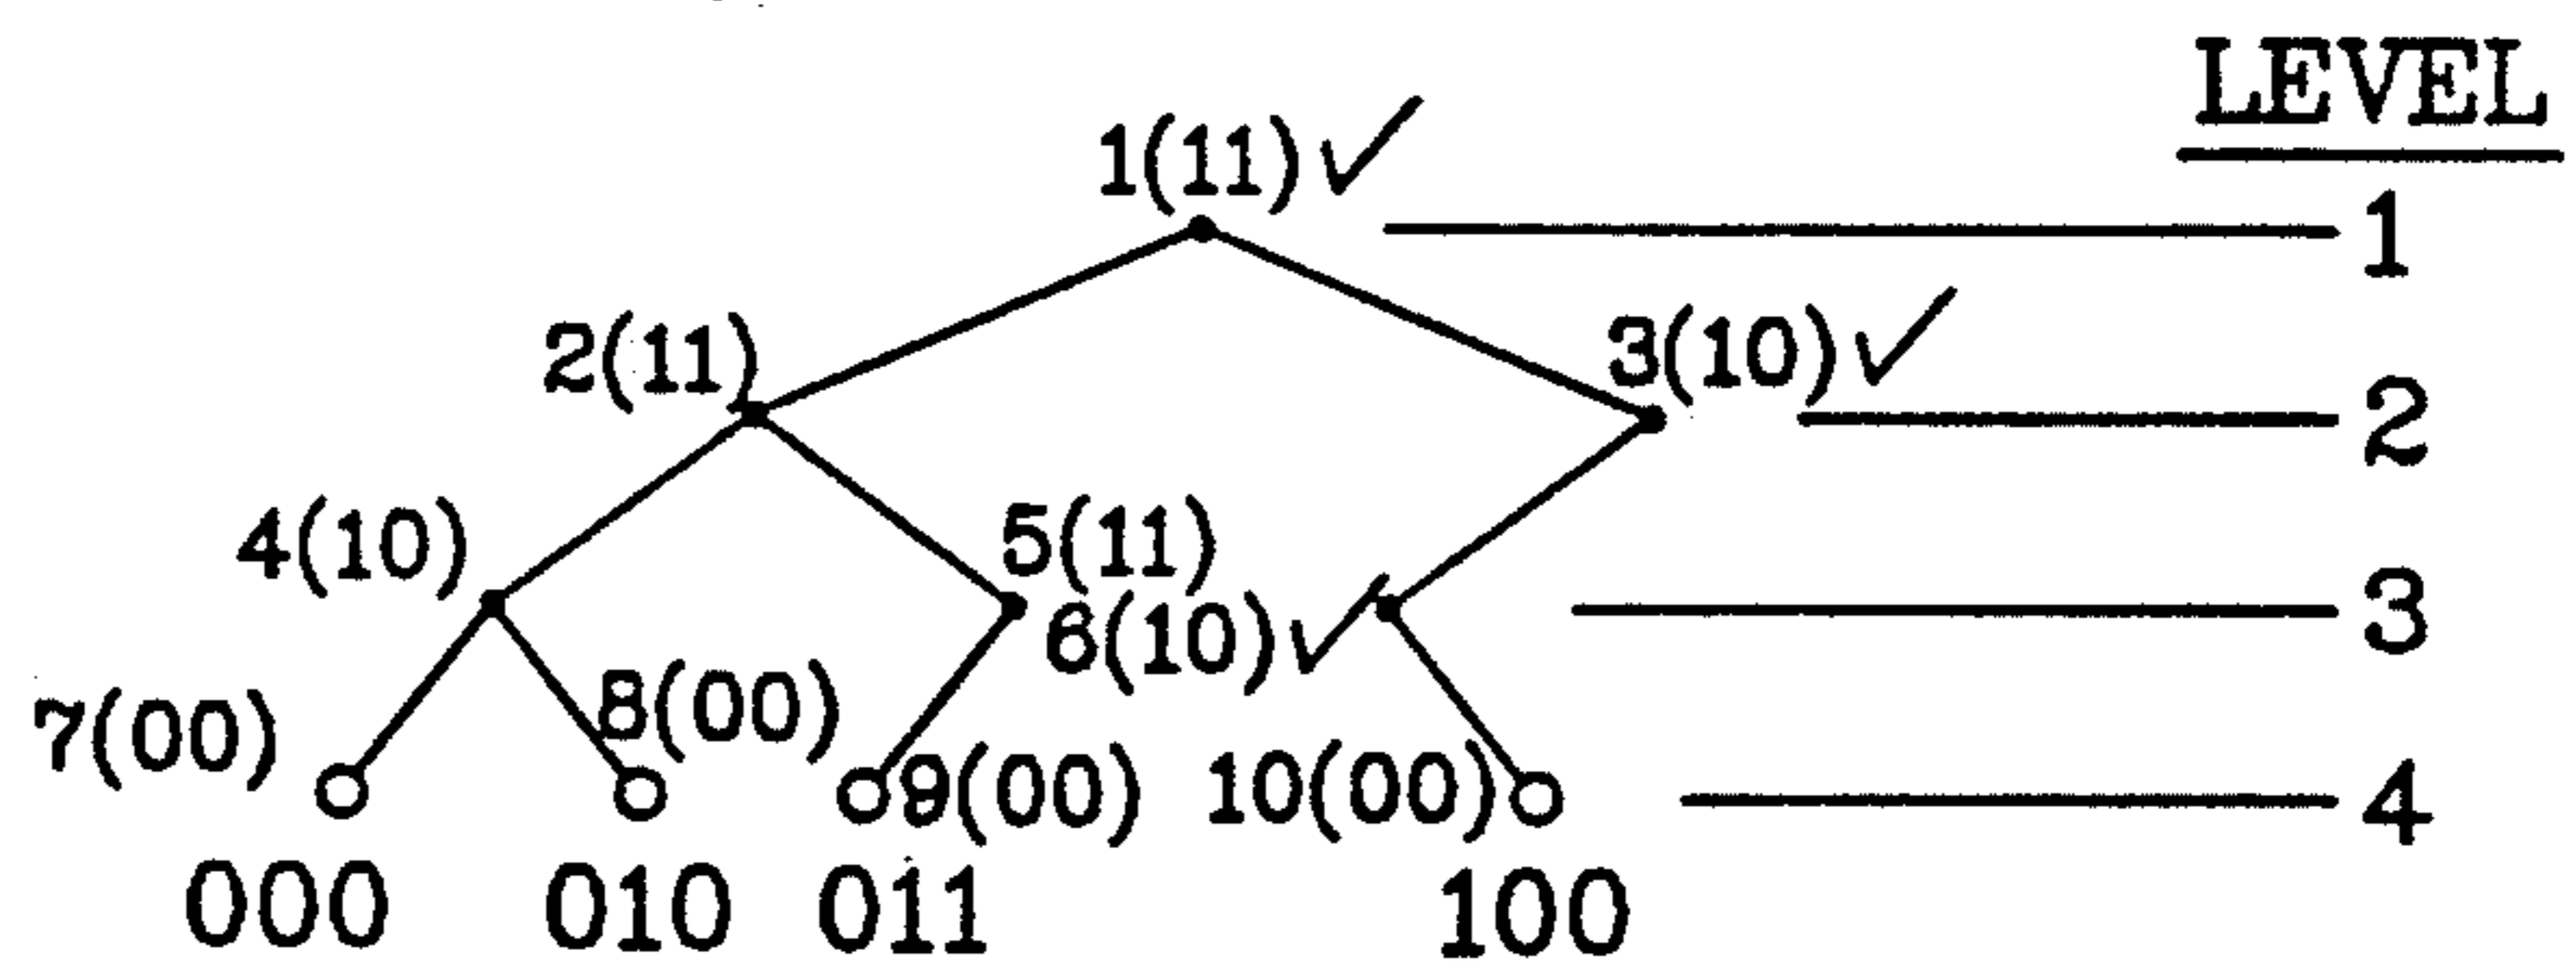 LEVEL
1(11)✓ 1
2(11) 3(10)✓ 2
4(10) 5(11)
6(10)✓ 3
7(00) 8(00) 9(00) 10(00) 4
000 010 011 100